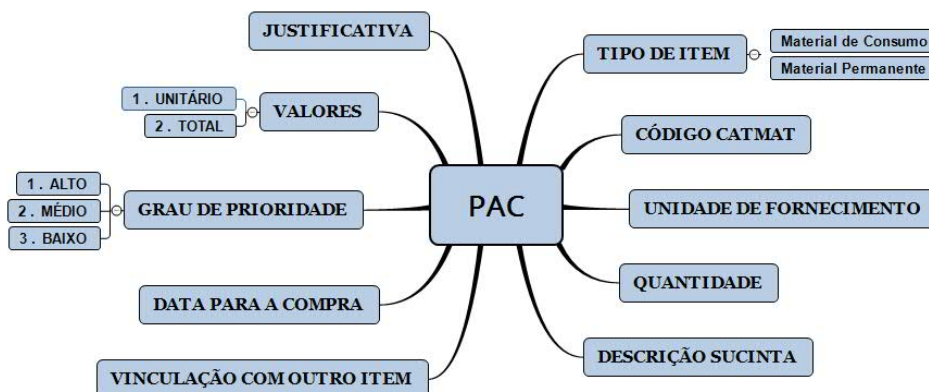 JUSTIFICATIVA
1 . UNITÁRIO
2 . TOTAL
VALORES
1 . ALTO
2 . MÉDIO
3 . BAIXO
GRAU DE PRIORIDADE
DATA PARA A COMPRA
VINCULAÇÃO COM OUTRO ITEM
PAC
TIPO DE ITEM
Material de Consumo
Material Permanente
CÓDIGO CATMAT
UNIDADE DE FORNECIMENTO
QUANTIDADE
DESCRIÇÃO SUCINTA